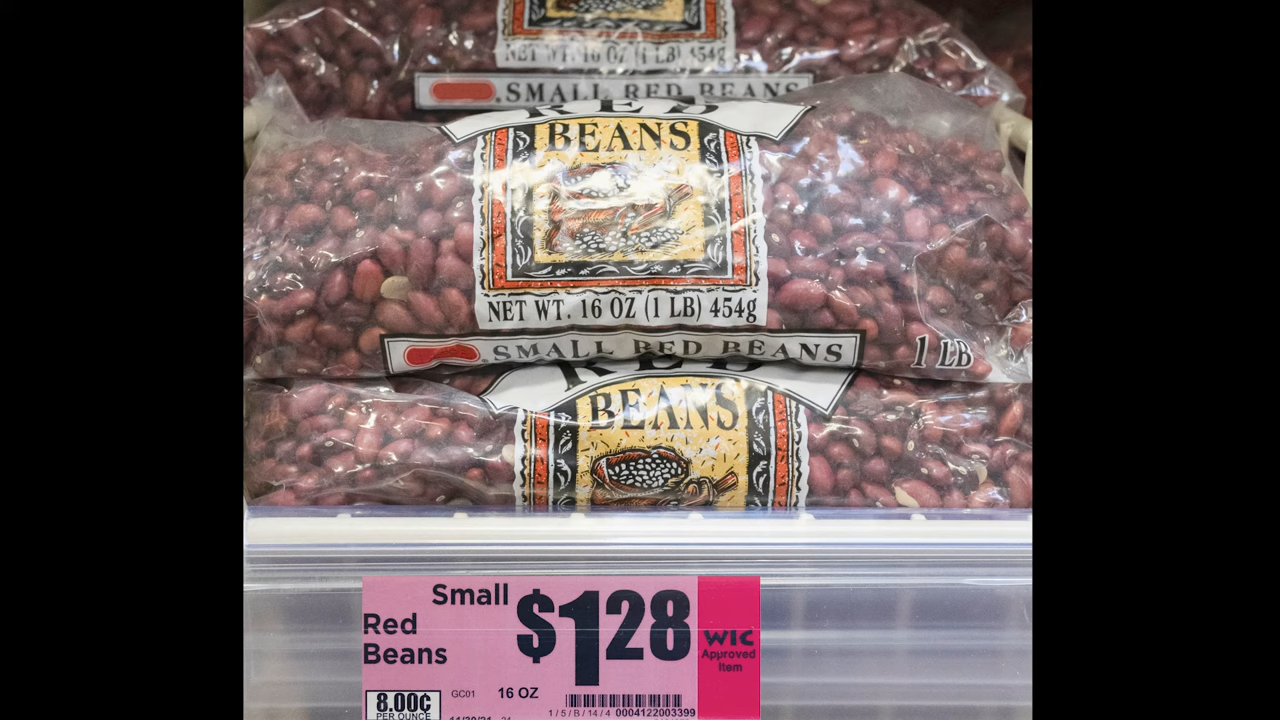 NET WT. 16 OZ (1 LB) 454g
SMALL RED BEANS
RED
BEANS
NET WT. 16 OZ (1 LB) 454g
SMALL RED BEANS
1 LB
RED
BEANS
Small
Red
Beans
$128
WIC
Approved
Item
8.00¢
PER OUNCE
GC01
16 OZ
1/5/B/14/4 0004122003399